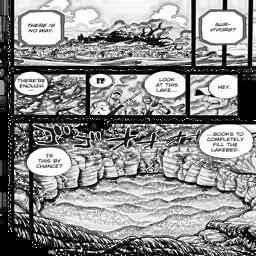 SUR-
VIVORS?
THERE IS
NO WAY.
HEY.
LOOK
AT THIS
LAKE...
!?
THERE'RE
ENOUGH
...
...BOOKS TO
COMPLETELY
FILL THE
LAKEBED.
IS
THIS BY
CHANCE?